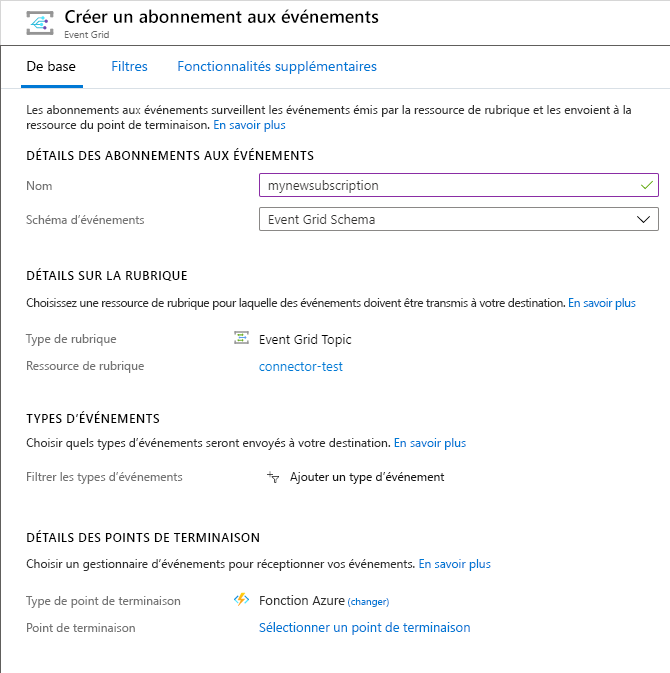 Créer un abonnement aux événements
Event Grid
De base Filtres Fonctionnalités supplémentaires
Les abonnements aux événements surveillent les événements émis par la ressource de rubrique et les envoient à la
ressource du point de terminaison. En savoir plus
DÉTAILS DES ABONNEMENTS AUX ÉVÉNEMENTS
Nom mynewsubscription
Schéma d'événements Event Grid Schema
DÉTAILS SUR LA RUBRIQUE
Choisissez une ressource de rubrique pour laquelle des événements doivent être transmis à votre destination. En savoir plus
Type de rubrique Event Grid Topic
Ressource de rubrique connector-test
TYPES D'ÉVÉNEMENTS
Choisir quels types d'événements seront envoyés à votre destination. En savoir plus
Filtrer les types d'événements Ajouter un type d'événement
DÉTAILS DES POINTS DE TERMINAISON
Choisir un gestionnaire d'événements pour réceptionner vos événements. En savoir plus
Type de point de terminaison Fonction Azure (changer)
Point de terminaison Sélectionner un point de terminaison